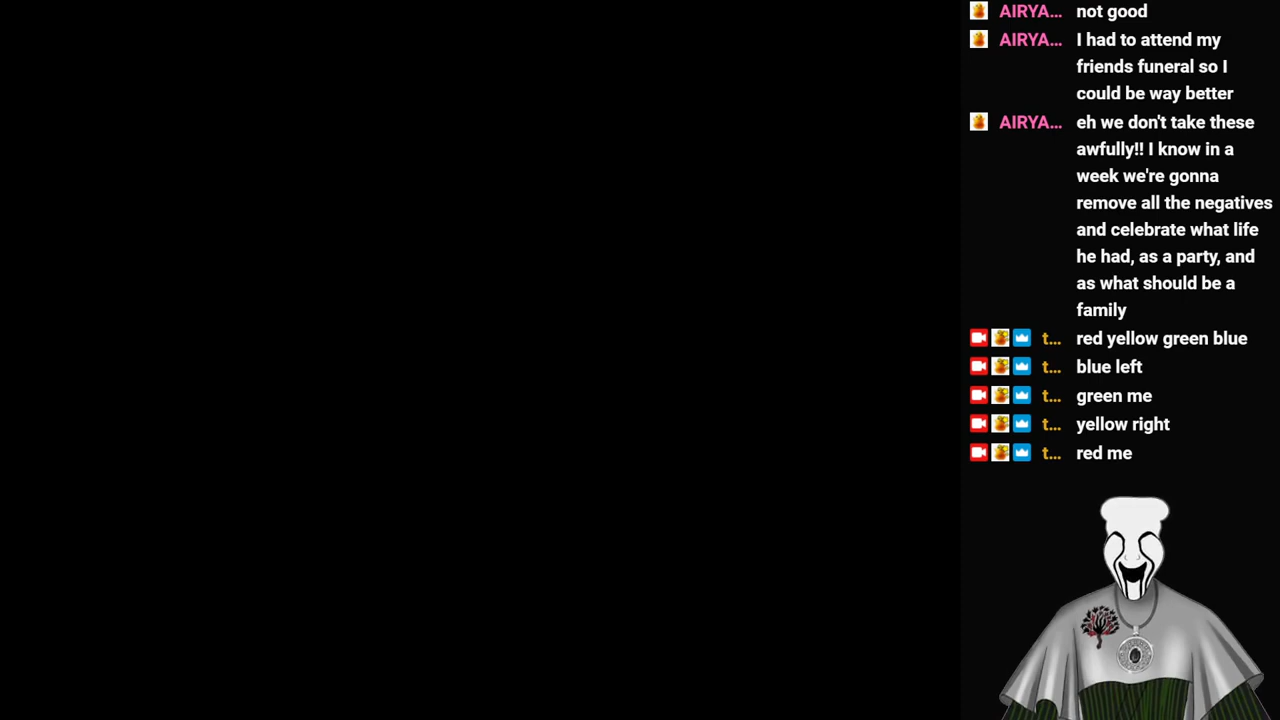 AIRYA... not good
AIRYA... I had to attend my
friends funeral so I
could be way better
AIRYA... eh we don't take these
awfully!! I know in a
week we're gonna
remove all the negatives
and celebrate what life
he had, as a party, and
as what should be a
family
t... red yellow green blue
t... blue left
t... green me
t... yellow right
t... red me